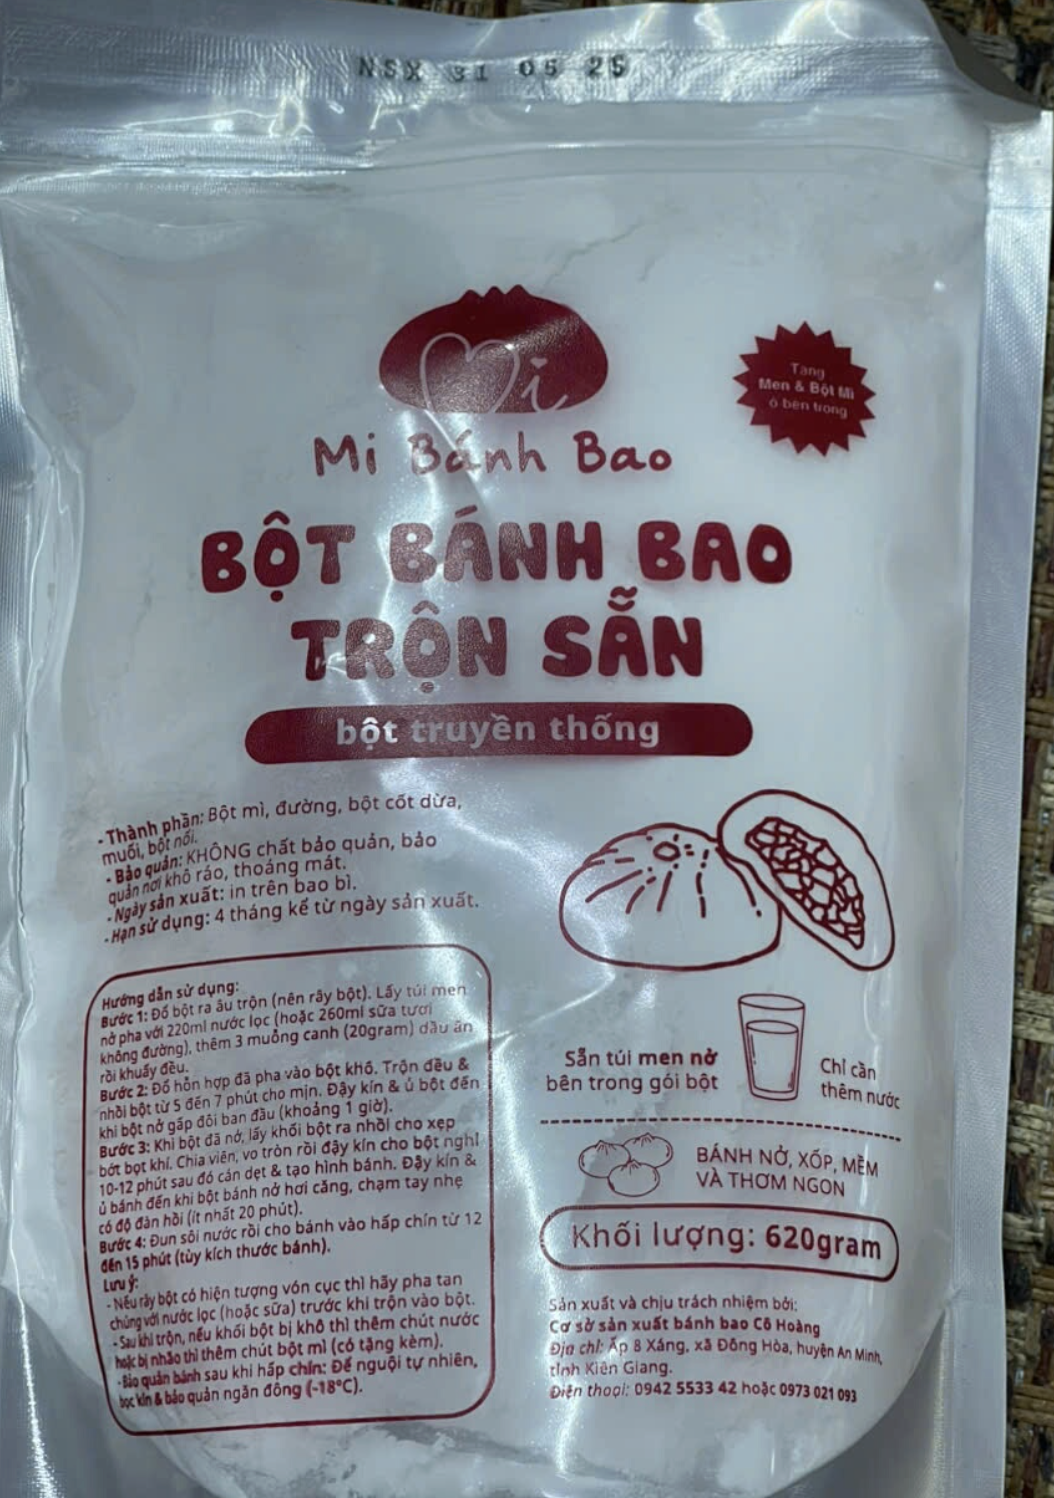 NSX 31 05 25
Mi
Mi Bánh Bao
Tặng
Men & Bột Mì
ở bên trong
BỘT BÁNH BAO
TRỘN SẴN
bột truyền thống
- Thành phần: Bột mì, đường, bột cốt dừa,
muối, bột nổi.
- Bảo quản: KHÔNG chất bảo quản, bảo
quản nơi khô ráo, thoáng mát.
- Ngày sản xuất: in trên bao bì.
- Hạn sử dụng: 4 tháng kể từ ngày sản xuất.
Hướng dẫn sử dụng:
Bước 1: Đổ bột ra âu trộn (nên rây bột). Lấy túi men
nở pha với 220ml nước lọc (hoặc 260ml sữa tươi
không đường), thêm 3 muỗng canh (20gram) dầu ăn
rồi khuấy đều.
Bước 2: Đổ hỗn hợp đã pha vào bột khô. Trộn đều &
nhồi bột từ 5 đến 7 phút cho mịn. Đậy kín & ủ bột đến
khi bột nở gấp đôi ban đầu (khoảng 1 giờ).
Bước 3: Khi bột đã nở, lấy khối bột ra nhồi cho xẹp
bớt bọt khí. Chia viên, vo tròn rồi đậy kín cho bột nghỉ
10-12 phút sau đó cán dẹt & tạo hình bánh. Đậy kín &
ủ bánh đến khi bột bánh nở hơi căng, chạm tay nhẹ
có độ đàn hồi (ít nhất 20 phút).
Bước 4: Đun sôi nước rồi cho bánh vào hấp chín từ 12
đến 15 phút (tùy kích thước bánh).
Lưu ý:
- Nếu rây bột có hiện tượng vón cục thì hãy pha tan
chúng với nước lọc (hoặc sữa) trước khi trộn vào bột.
- Sau khi trộn, nếu khối bột bị khô thì thêm chút nước
hoặc bị nhão thì thêm chút bột mì (có tặng kèm).
- Bảo quản bánh sau khi hấp chín: Để nguội tự nhiên,
bọc kín & bảo quản ngăn đông (-18°C).
Sẵn túi men nở
bên trong gói bột
Chỉ cần
thêm nước
BÁNH NỞ, XỐP, MỀM
VÀ THƠM NGON
Khối lượng: 620gram
Sản xuất và chịu trách nhiệm bởi:
Cơ sở sản xuất bánh bao Cô Hoàng
Địa chỉ: Ấp 8 Xáng, xã Đông Hòa, huyện An Minh,
tỉnh Kiên Giang.
Điện thoại: 0942 5533 42 hoặc 0973 021 093